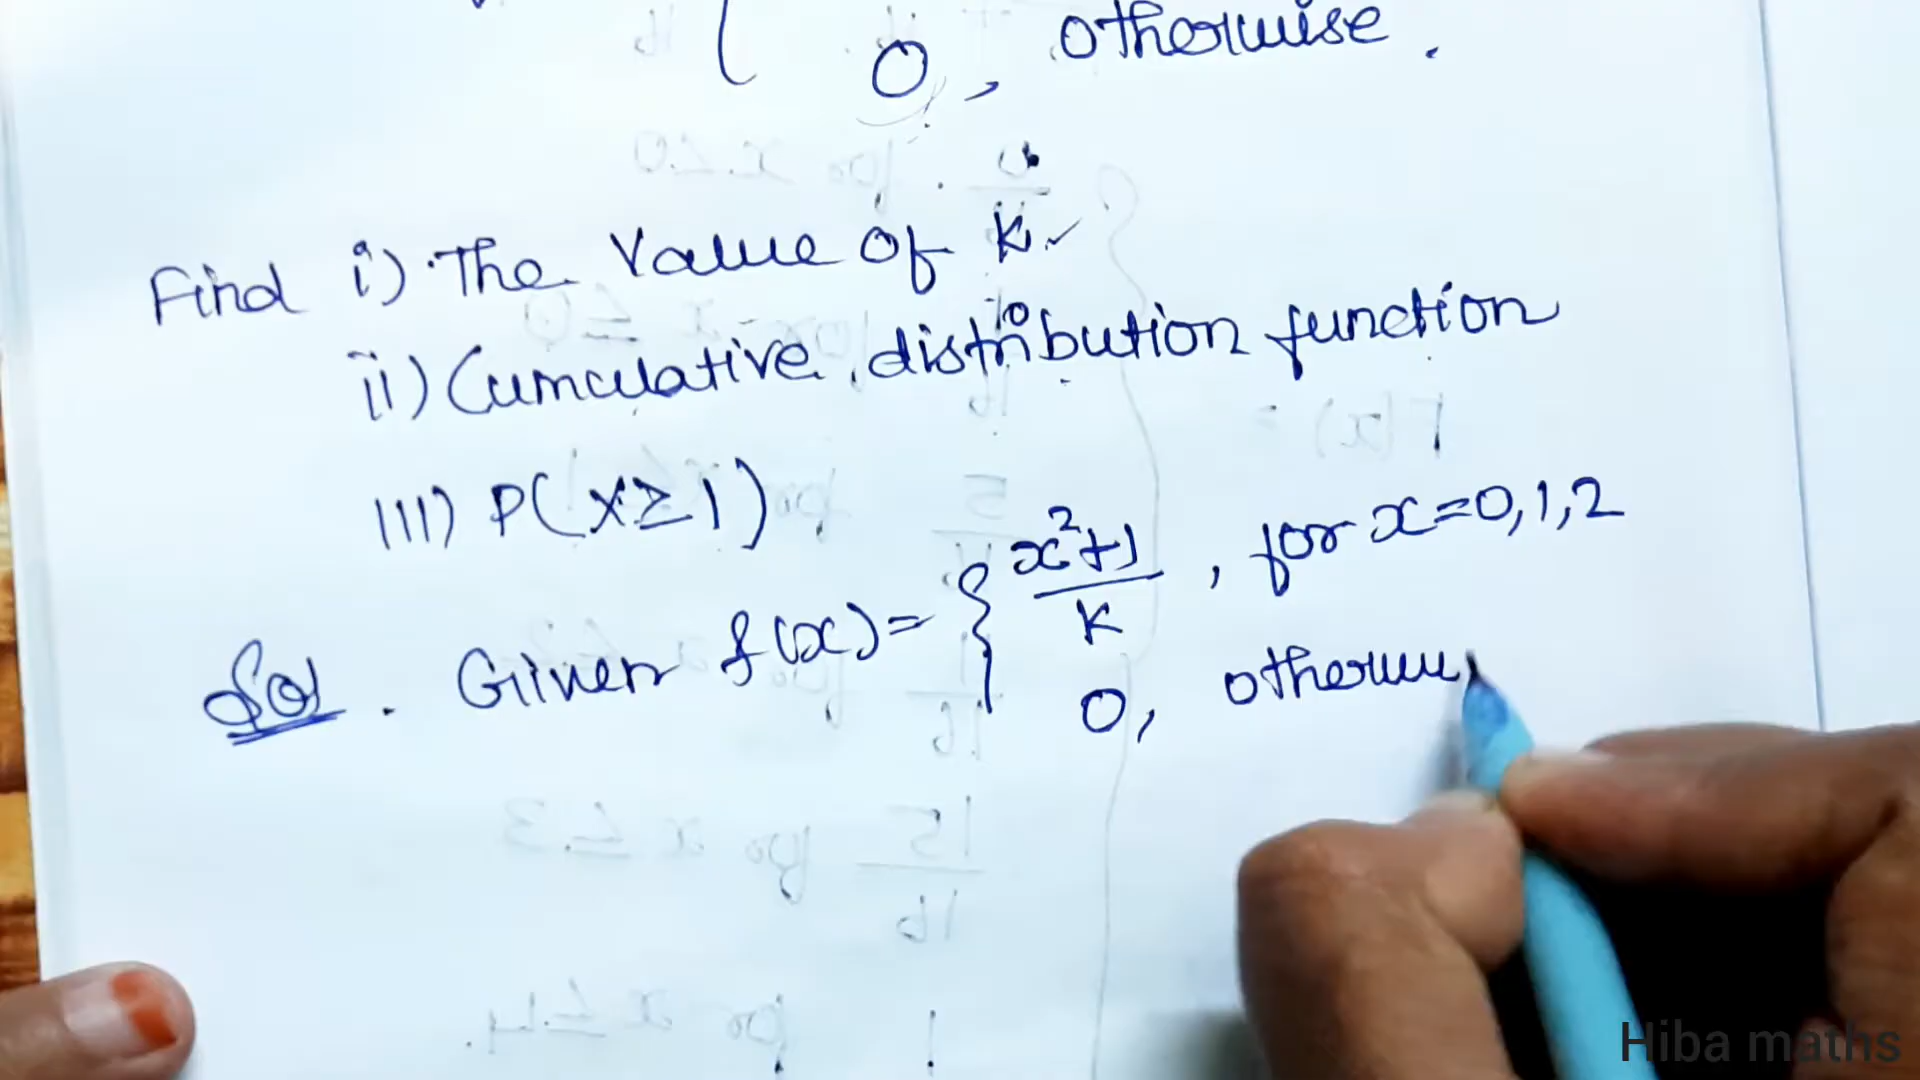 0, otherwise.
Find i) The Value of K ✓
ii) Cumulative distribution function
iii) P(X≥1)
Sol. Given f(x) = { x²+1 / K , for x=0,1,2
0, otherwi
Hiba maths